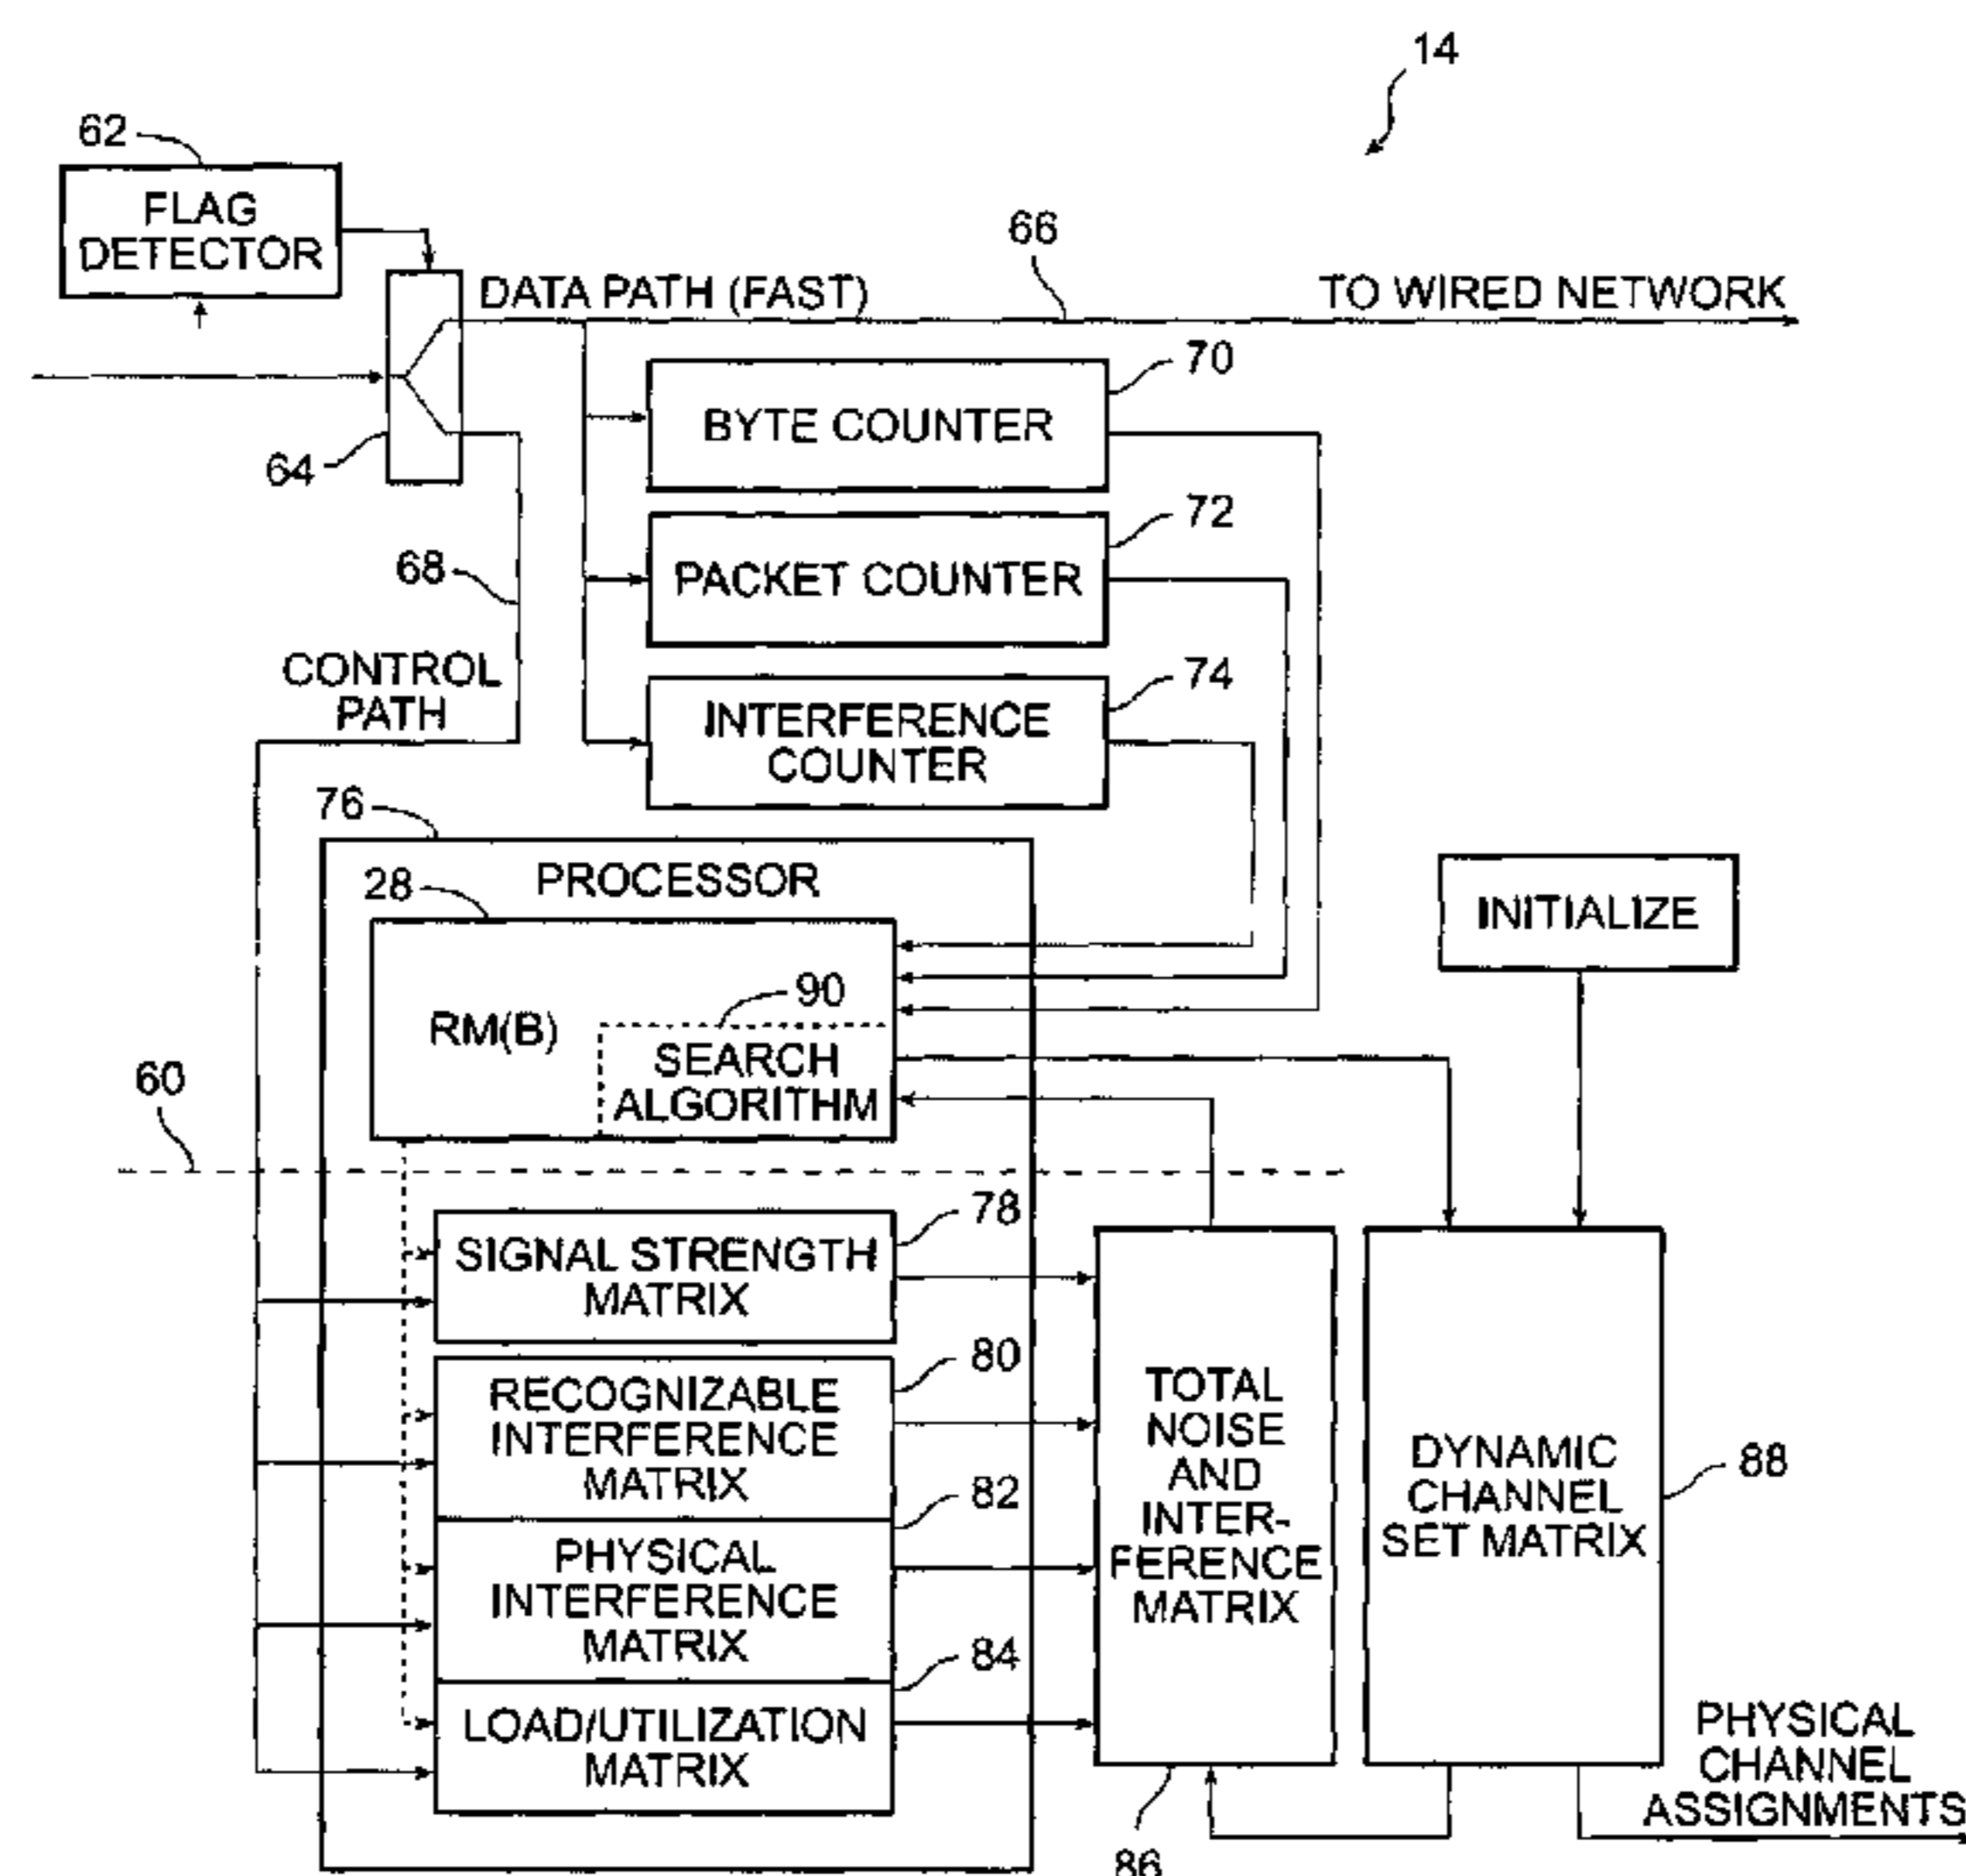 14
62
FLAG
DETECTOR
66
DATA PATH (FAST)
TO WIRED NETWORK
64
70
BYTE COUNTER
72
PACKET COUNTER
68
CONTROL
PATH
74
INTERFERENCE
COUNTER
76
PROCESSOR
28
INITIALIZE
90
RM(B)
SEARCH
ALGORITHM
60
78
SIGNAL STRENGTH
MATRIX
80
RECOGNIZABLE
INTERFERENCE
MATRIX
82
PHYSICAL
INTERFERENCE
MATRIX
84
LOAD/UTILIZATION
MATRIX
TOTAL
NOISE
AND
INTER-
FERENCE
MATRIX
86
DYNAMIC
CHANNEL
SET MATRIX
88
PHYSICAL
CHANNEL
ASSIGNMENTS